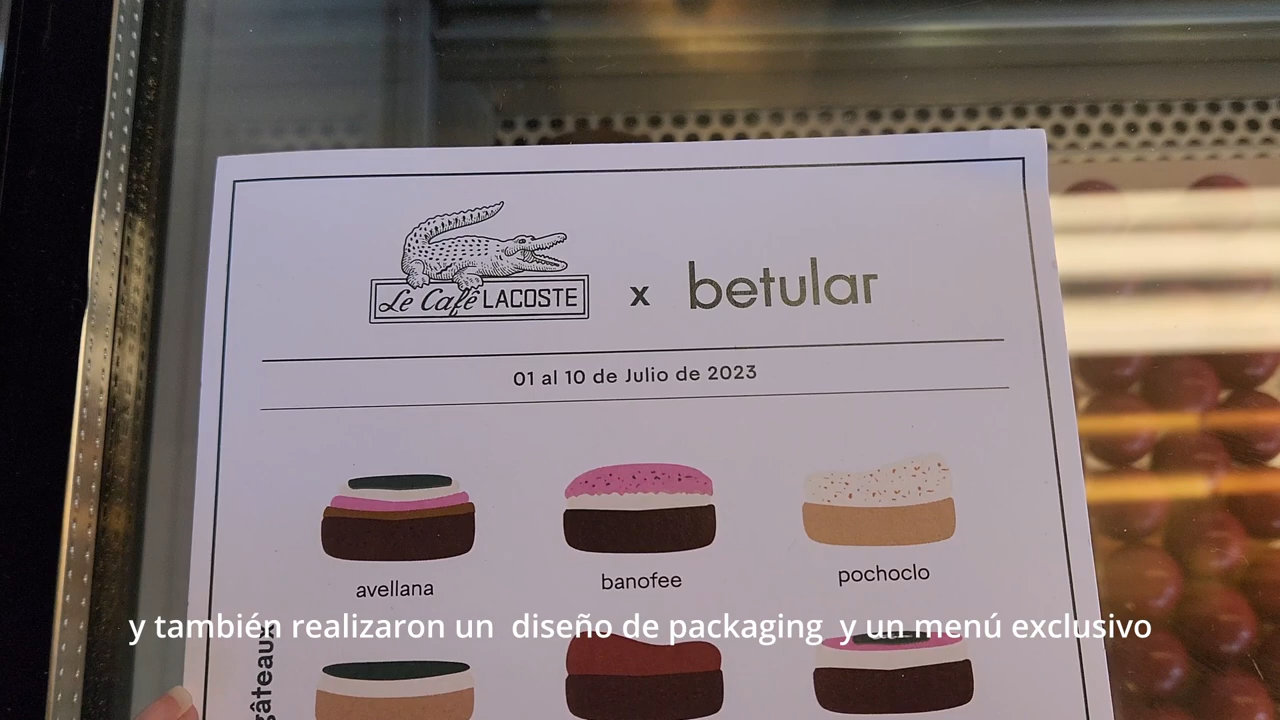 Le Café LACOSTE x betular
01 al 10 de Julio de 2023
avellana banofee pochoclo
y también realizaron un diseño de packaging y un menú exclusivo
gâteaux